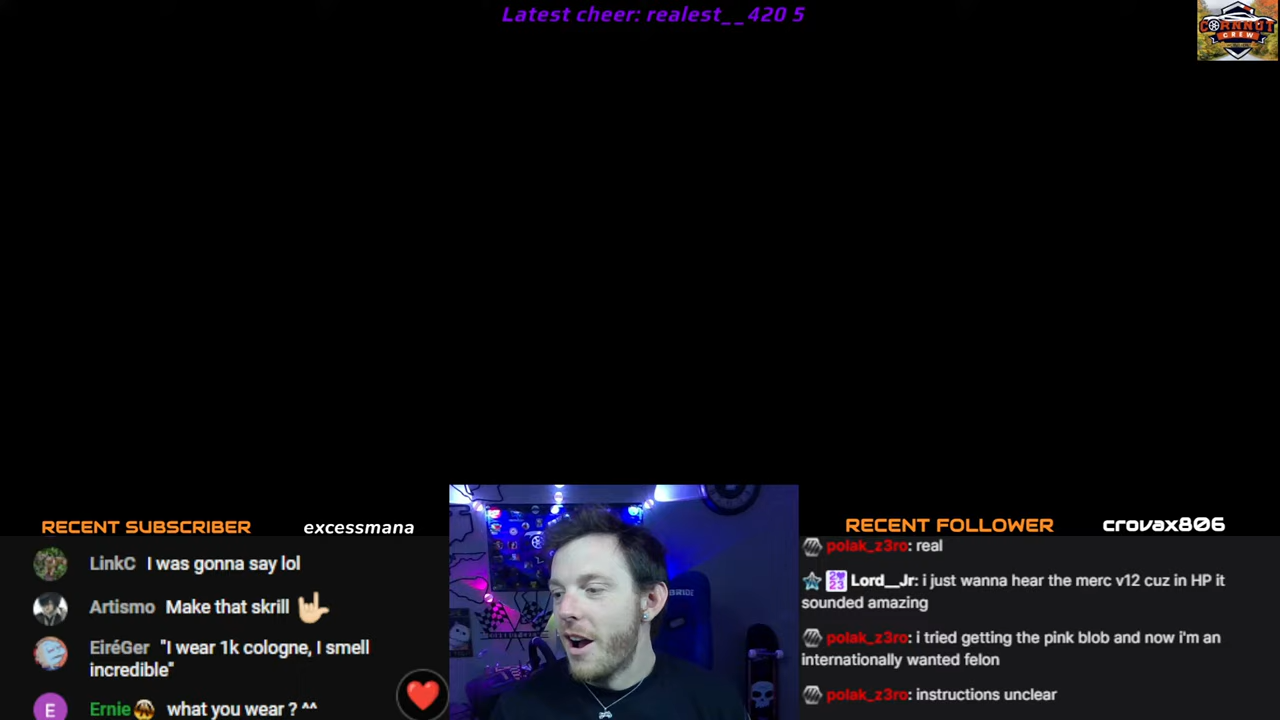 Latest cheer: realest__420 5
CORNNUT
CREW
RECENT SUBSCRIBER excessmana
LinkC I was gonna say lol
Artismo Make that skrill
EiréGer "I wear 1k cologne, I smell
incredible"
E Ernie what you wear ? ^^
BRIDE
RECENT FOLLOWER crovax806
polak_z3ro: real
Lord__Jr: i just wanna hear the merc v12 cuz in HP it
sounded amazing
polak_z3ro: i tried getting the pink blob and now i'm an
internationally wanted felon
polak_z3ro: instructions unclear